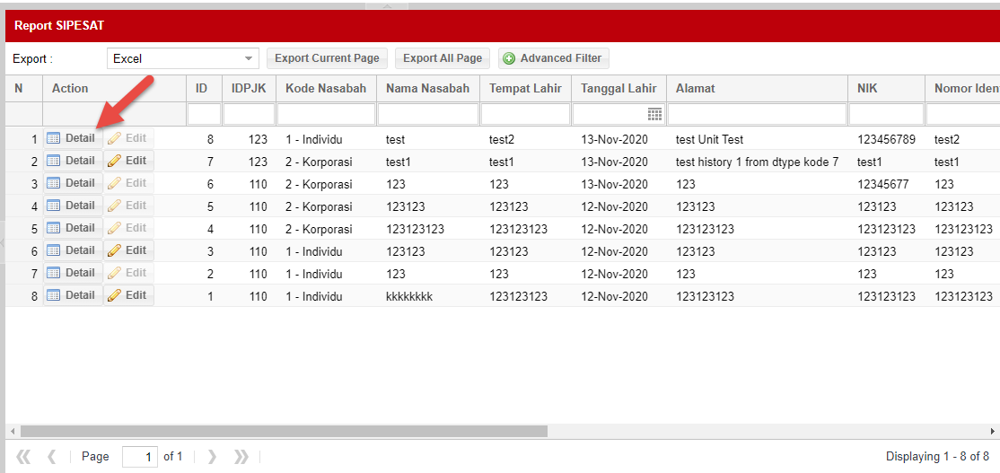 Report SIPESAT
Export : Excel Export Current Page Export All Page Advanced Filter
N Action ID IDPJK Kode Nasabah Nama Nasabah Tempat Lahir Tanggal Lahir Alamat NIK Nomor Iden
1 Detail Edit 8 123 1 - Individu test test2 13-Nov-2020 test Unit Test 123456789 test2
2 Detail Edit 7 123 2 - Korporasi test1 test1 13-Nov-2020 test history 1 from dtype kode 7 test1 test1
3 Detail Edit 6 110 2 - Korporasi 123 123 13-Nov-2020 123 12345677 123
4 Detail Edit 5 110 2 - Korporasi 123123 123123 12-Nov-2020 123123 123123 123123
5 Detail Edit 4 110 2 - Korporasi 123123123 123123123 12-Nov-2020 123123123 123123 123123123
6 Detail Edit 3 110 1 - Individu 123123 123123 12-Nov-2020 123123 123123 123123
7 Detail Edit 2 110 1 - Individu 123 123 12-Nov-2020 123 123 123
8 Detail Edit 1 110 1 - Individu kkkkkkkk 123123123 12-Nov-2020 123123123 123123123 123123123
Page 1 of 1 Displaying 1 - 8 of 8